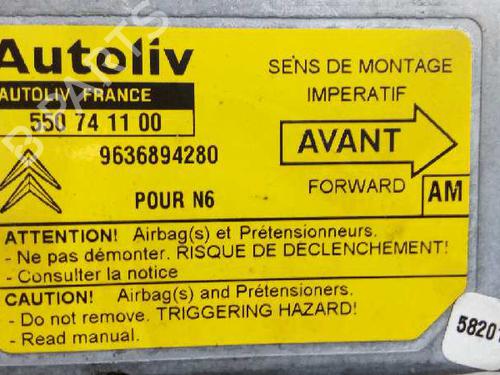 Autoliv
AUTOLIV FRANCE
550 74 11 00
9636894280
POUR N6
SENS DE MONTAGE
IMPERATIF
AVANT
FORWARD
AM
ATTENTION! Airbag(s) et Prétensionneurs.
- Ne pas démonter. RISQUE DE DECLENCHEMENT!
- Consulter la notice
CAUTION! Airbag(s) and Prétensioners.
- Do not remove. TRIGGERING HAZARD!
- Read manual.